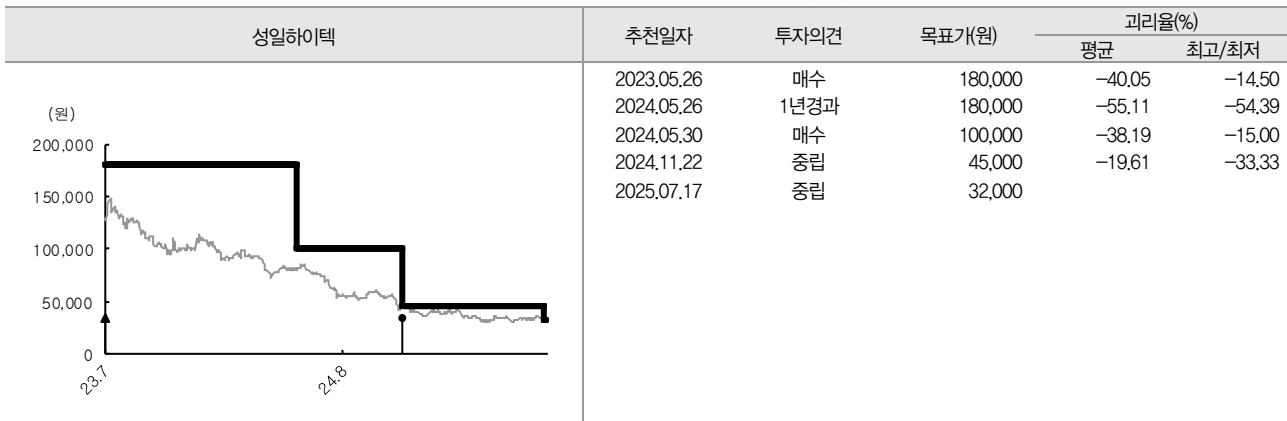 성일하이텍
추천일자 투자의견 목표가(원) 괴리율(%)
평균 최고/최저
2023.05.26 매수 180,000 −40.05 −14.50
2024.05.26 1년경과 180,000 −55.11 −54.39
2024.05.30 매수 100,000 −38.19 −15.00
2024.11.22 중립 45,000 −19.61 −33.33
2025.07.17 중립 32,000
(원)
200,000
150,000
100,000
50,000
0
23.7 24.8